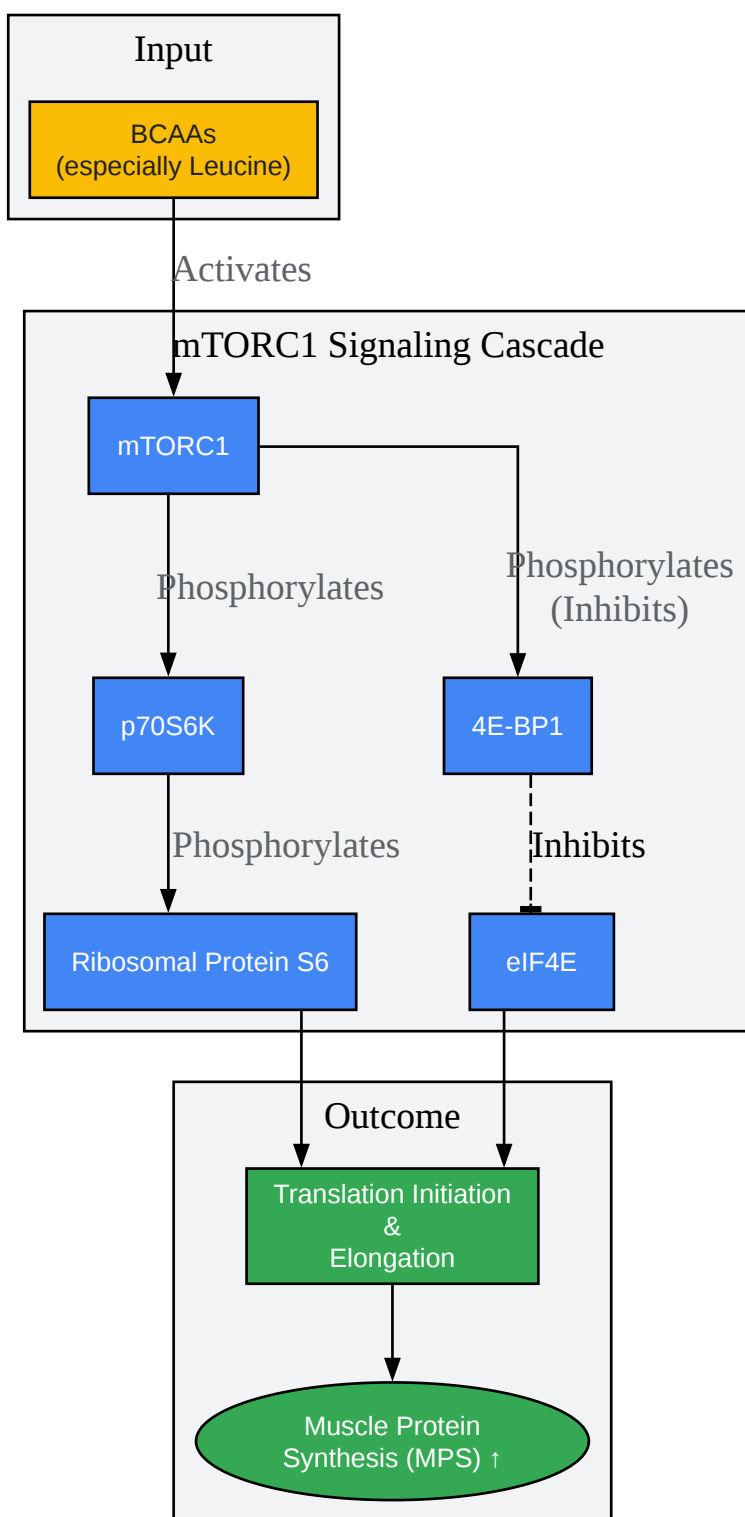 Input
BCAAs
(especially Leucine)
Activates
mTORC1 Signaling Cascade
mTORC1
Phosphorylates
Phosphorylates
(Inhibits)
p70S6K
4E-BP1
Phosphorylates
Inhibits
Ribosomal Protein S6
eIF4E
Outcome
Translation Initiation
&
Elongation
Muscle Protein
Synthesis (MPS) ↑